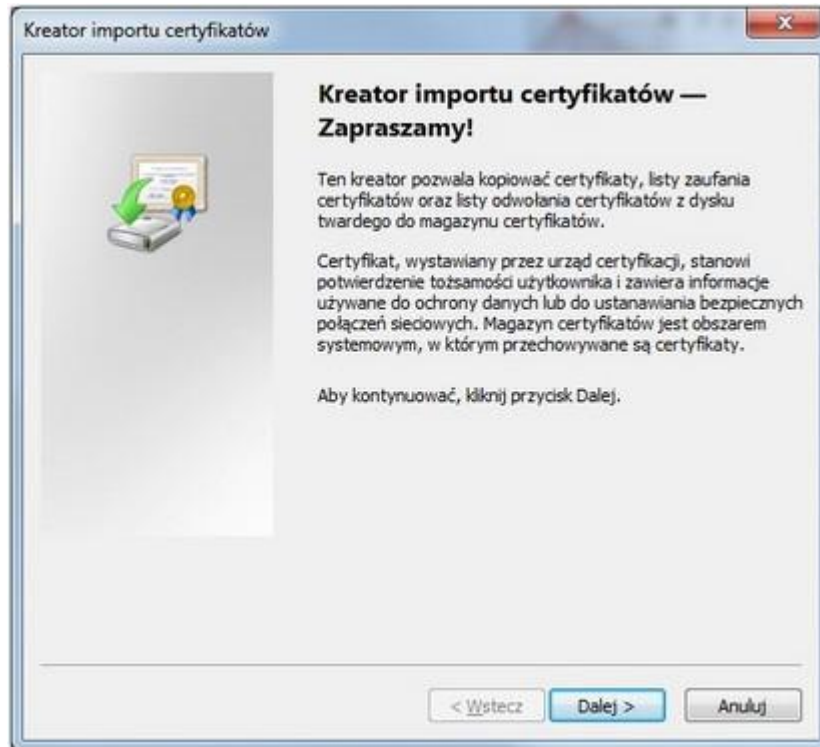 Kreator importu certyfikatów
Kreator importu certyfikatów —
Zapraszamy!
Ten kreator pozwala kopiować certyfikaty, listy zaufania
certyfikatów oraz listy odwołania certyfikatów z dysku
twardego do magazynu certyfikatów.
Certyfikat, wystawiany przez urząd certyfikacji, stanowi
potwierdzenie tożsamości użytkownika i zawiera informacje
używane do ochrony danych lub do ustanawiania bezpiecznych
połączeń sieciowych. Magazyn certyfikatów jest obszarem
systemowym, w którym przechowywane są certyfikaty.
Aby kontynuować, kliknij przycisk Dalej.
< Wstecz Dalej > Anuluj